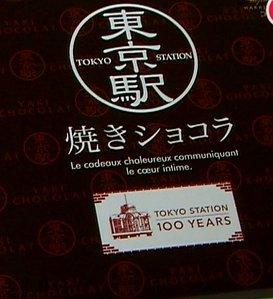 東京駅
TOKYO STATION
焼きショコラ
Le cadeaux chaleureux communiquant
le cœur intime.
TOKYO STATION
100 YEARS